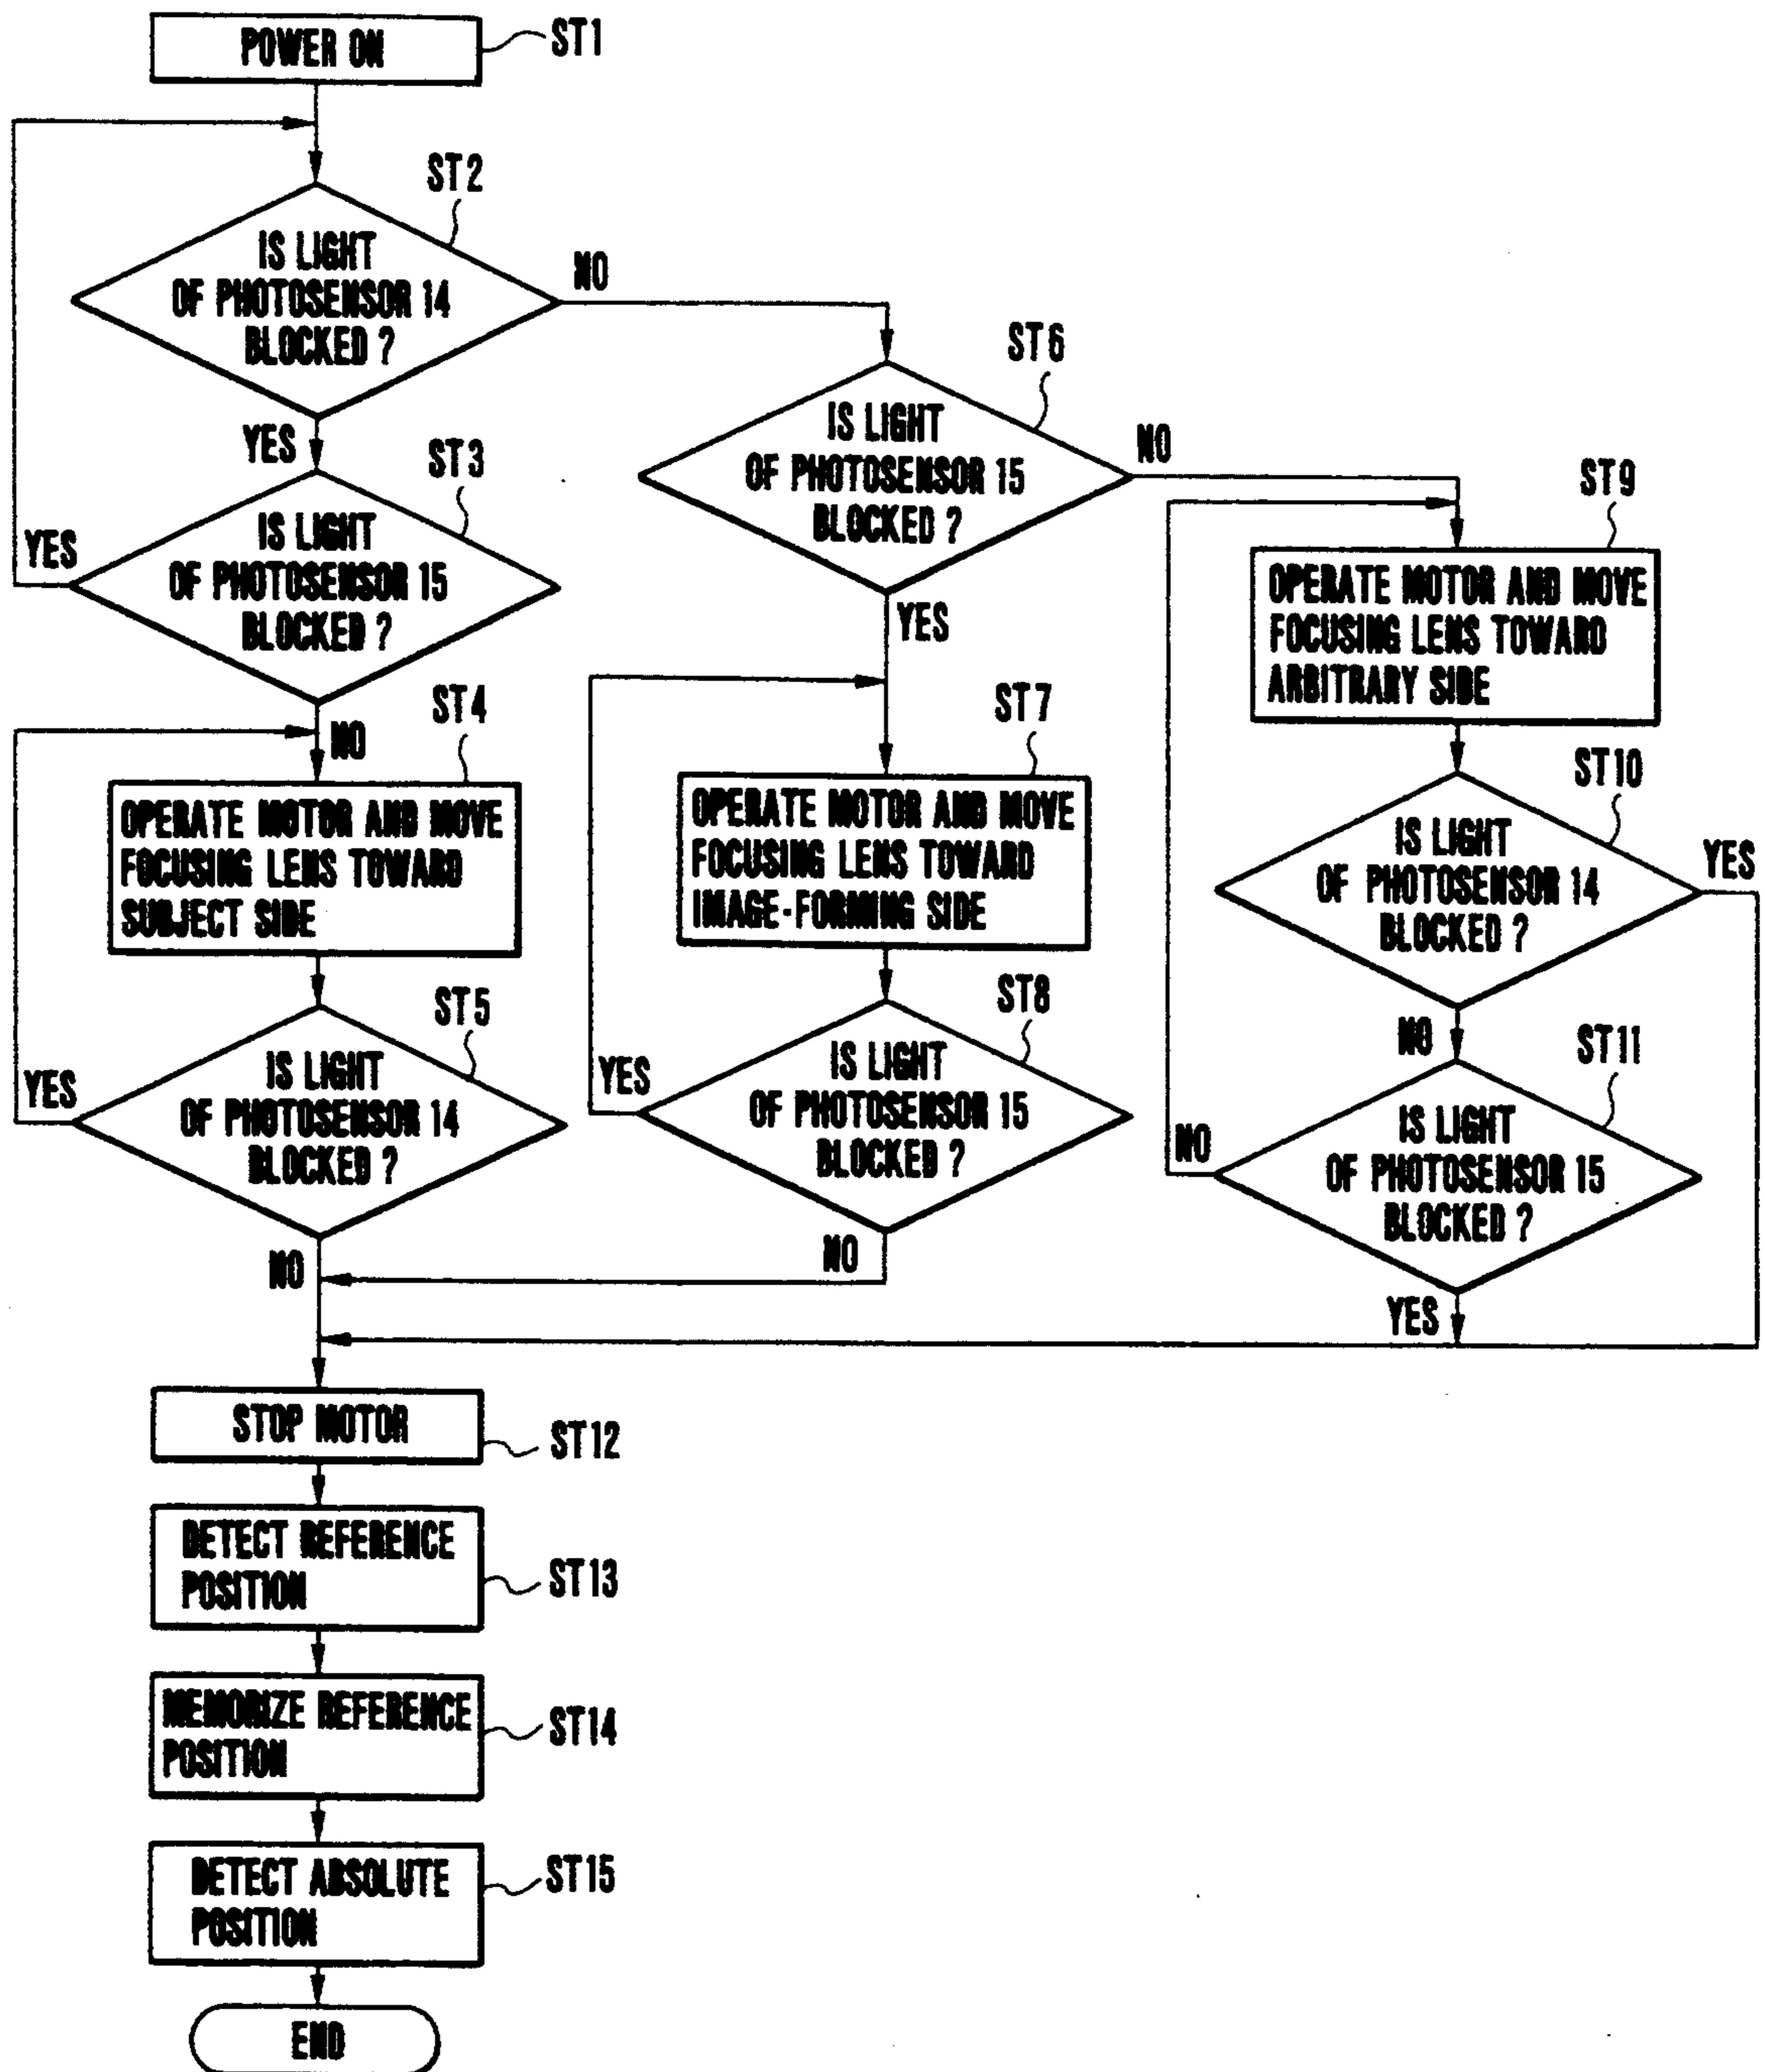 POWER ON
ST1
ST2
IS LIGHT
OF PHOTOSENSOR 14
BLOCKED ?
NO
YES
ST3
IS LIGHT
OF PHOTOSENSOR 15
BLOCKED ?
YES
NO
ST4
OPERATE MOTOR AND MOVE
FOCUSING LENS TOWARD
SUBJECT SIDE
ST5
IS LIGHT
OF PHOTOSENSOR 14
BLOCKED ?
YES
NO
ST6
IS LIGHT
OF PHOTOSENSOR 15
BLOCKED ?
NO
YES
ST7
OPERATE MOTOR AND MOVE
FOCUSING LENS TOWARD
IMAGE-FORMING SIDE
ST8
IS LIGHT
OF PHOTOSENSOR 15
BLOCKED ?
YES
NO
ST9
OPERATE MOTOR AND MOVE
FOCUSING LENS TOWARD
ARBITRARY SIDE
ST10
IS LIGHT
OF PHOTOSENSOR 14
BLOCKED ?
YES
NO
ST11
IS LIGHT
OF PHOTOSENSOR 15
BLOCKED ?
NO
YES
STOP MOTOR
ST12
DETECT REFERENCE
POSITION
ST13
MEMORIZE REFERENCE
POSITION
ST14
DETECT ABSOLUTE
POSITION
ST15
END